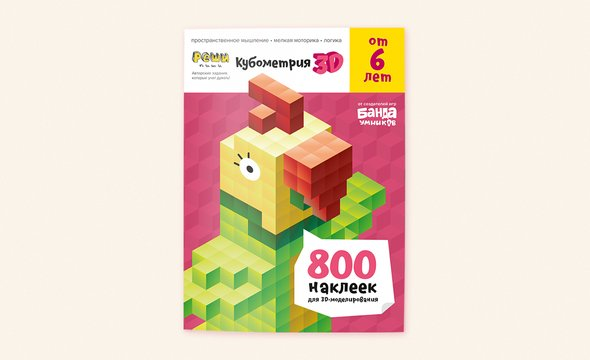 пространственное мышление • мелкая моторика • логика
РЕШИ
Кубометрия 3D
Авторские задания,
которые учат думать!
от
6
лет
от создателей игр
БАНДА
УМНИКОВ
800
наклеек
для 3D-моделирования